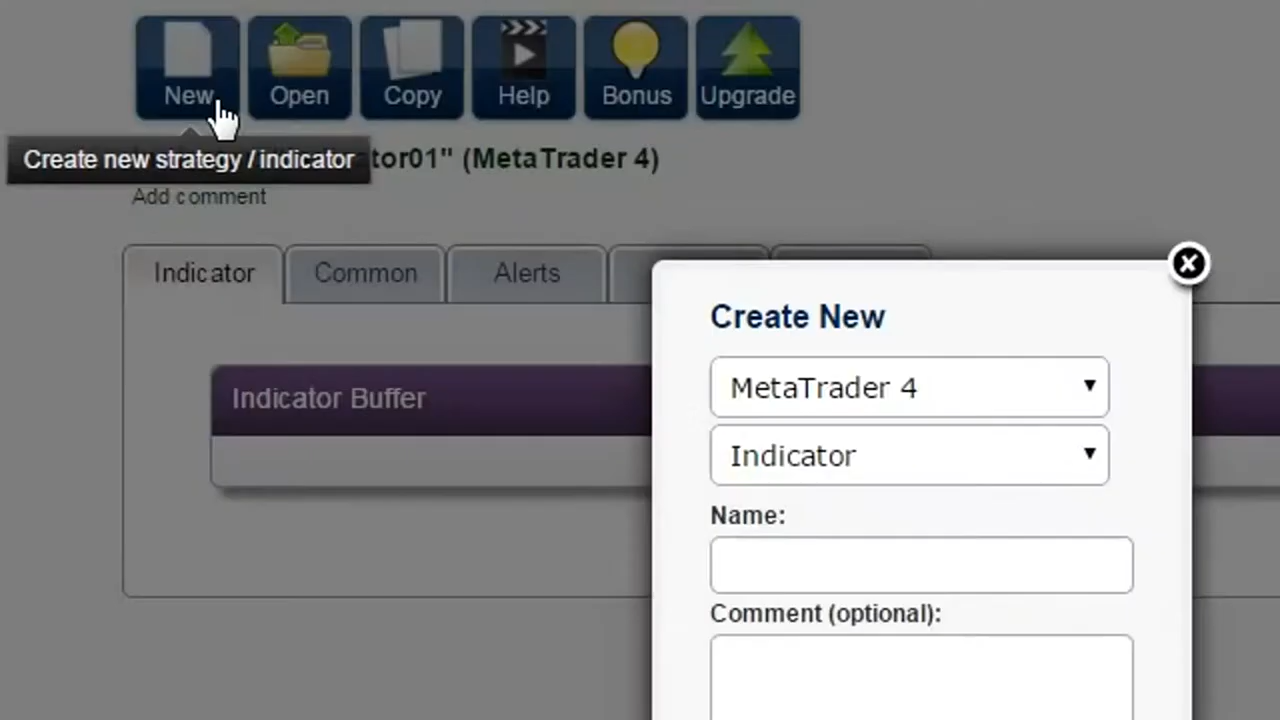 New Open Copy Help Bonus Upgrade
Create new strategy / indicator
tor01" (MetaTrader 4)
Add comment
Indicator Common Alerts
Create New
MetaTrader 4
Indicator Buffer
Indicator
Name:
Comment (optional):